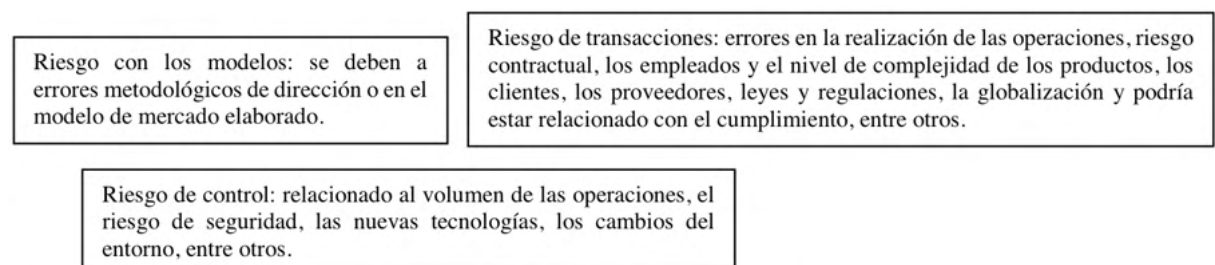 Riesgo con los modelos: se deben a
errores metodológicos de dirección o en el
modelo de mercado elaborado.
Riesgo de transacciones: errores en la realización de las operaciones, riesgo
contractual, los empleados y el nivel de complejidad de los productos, los
clientes, los proveedores, leyes y regulaciones, la globalización y podría
estar relacionado con el cumplimiento, entre otros.
Riesgo de control: relacionado al volumen de las operaciones, el
riesgo de seguridad, las nuevas tecnologías, los cambios del
entorno, entre otros.